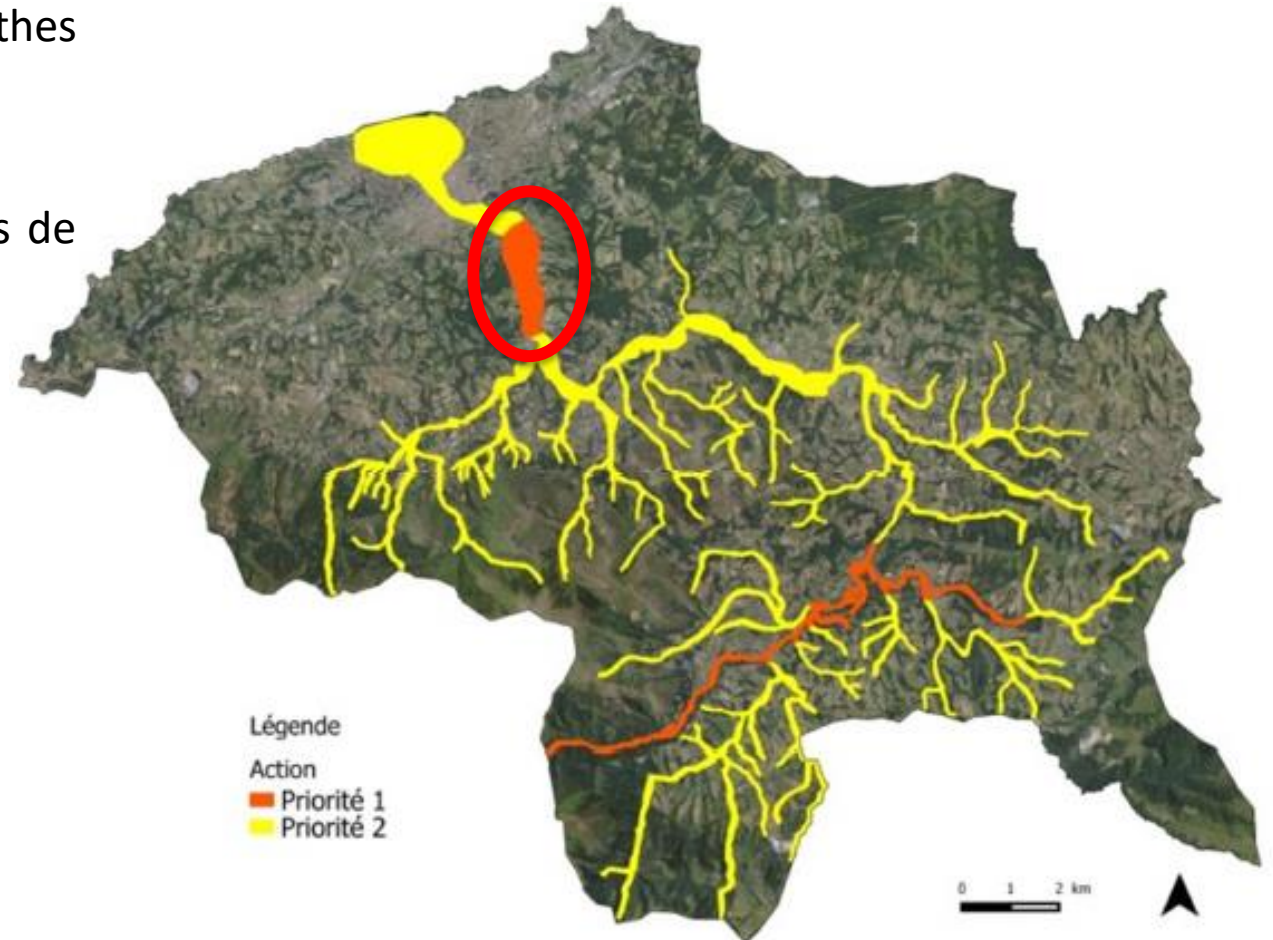 thes
s de
Légende
Action
Priorité 1
Priorité 2
0 1 2 km